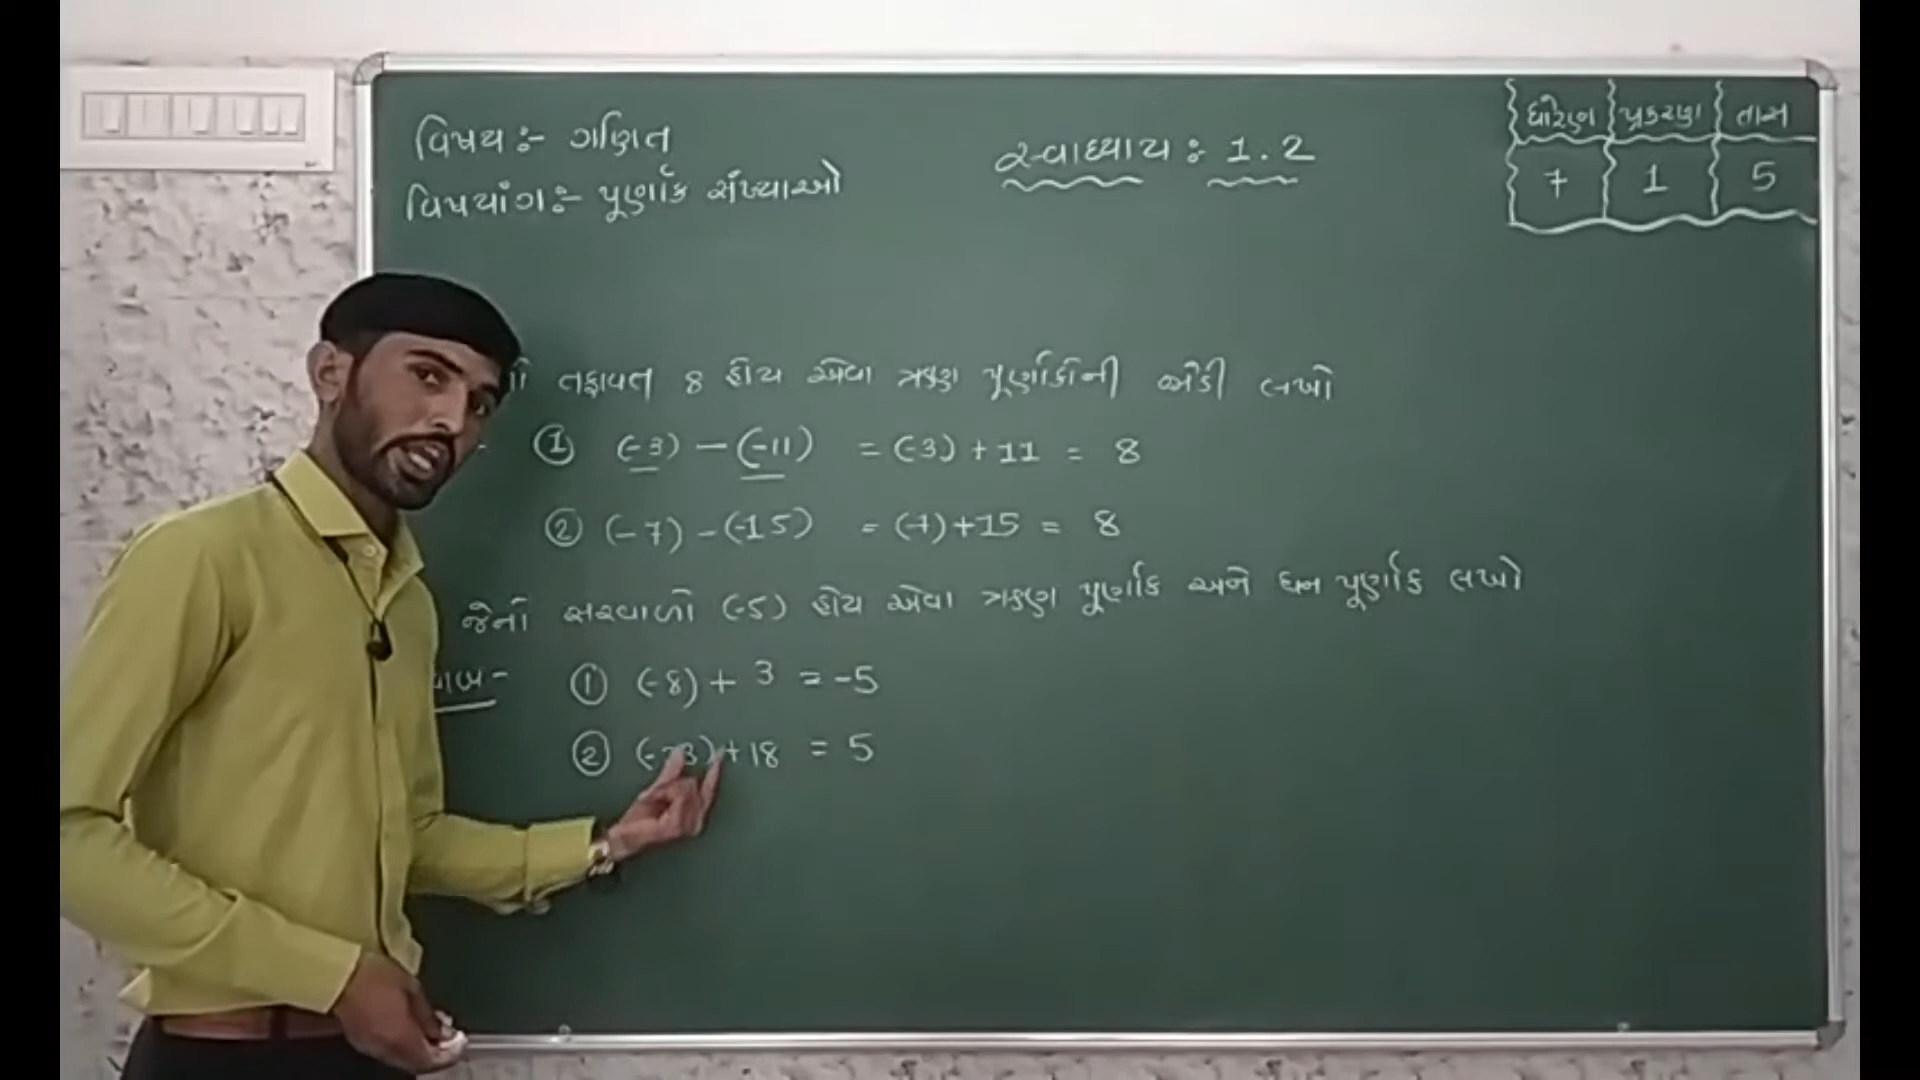 વિષય :- ગણિત
વિષયાંગ :- પૂર્ણાંક સંખ્યાઓ
સ્વાધ્યાય : 1.2
ધોરણ પ્રકરણ તાસ
7 1 5
તફાવત 8 હોય એવા ઋણ પૂર્ણાંકોની જોડી લખો
① (-3) - (-11) = (-3) + 11 = 8
② (-7) - (-15) = (-7) + 15 = 8
જેનો સરવાળો (-5) હોય એવા ઋણ પૂર્ણાંક અને ધન પૂર્ણાંક લખો
① (-8) + 3 = -5
② + 18 = 5